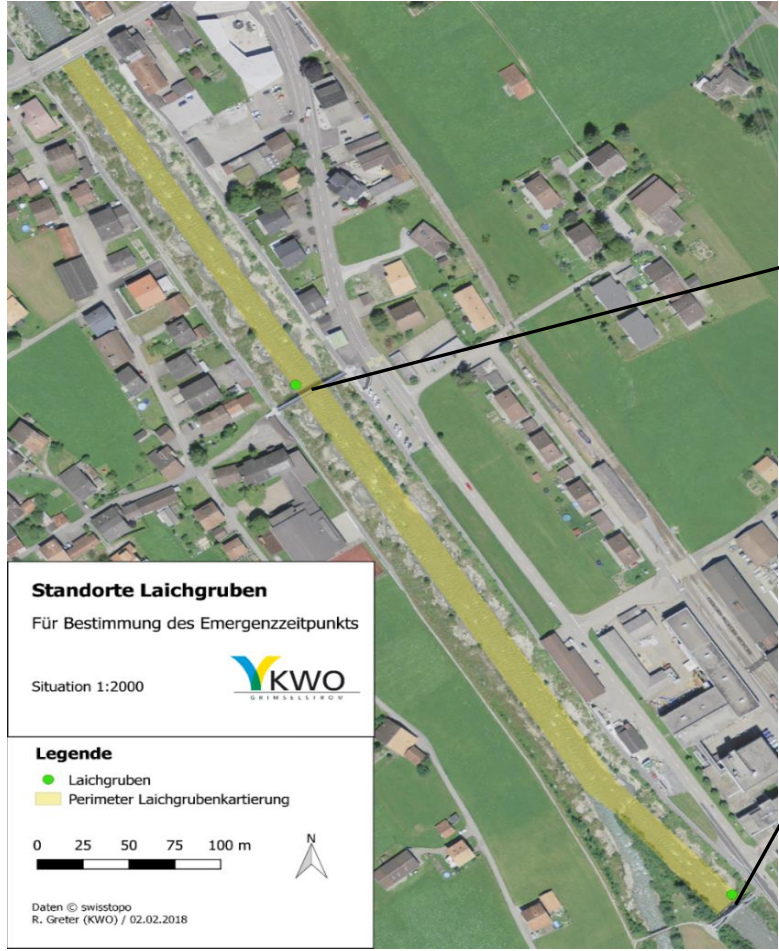 Standorte Laichgruben
Für Bestimmung des Emergenzzeitpunkts
Situation 1:2000
KWO
GRIMSELSTROM
Legende
Laichgruben
Perimeter Laichgrubenkartierung
0 25 50 75 100 m
N
Daten © swisstopo
R. Greter (KWO) / 02.02.2018